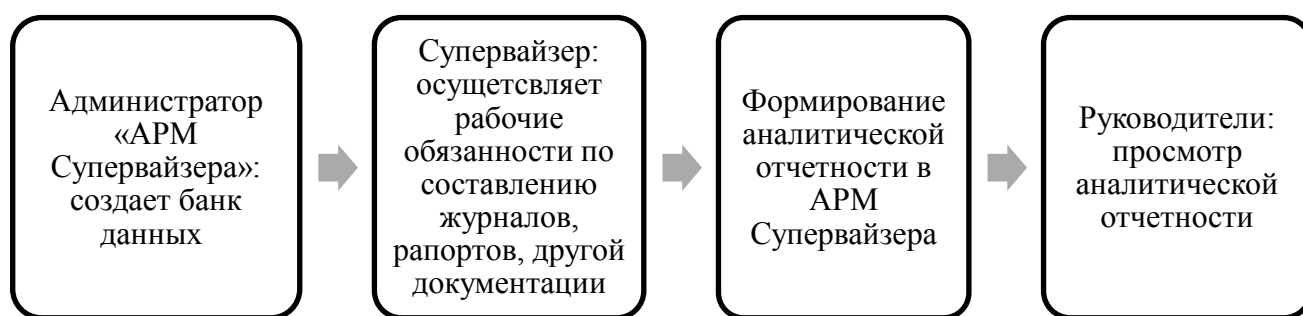 Администратор
«АРМ
Супервайзера»:
создает банк
данных
Супервайзер:
осущетсвляет
рабочие
обязанности по
составлению
журналов,
рапортов, другой
документации
Формирование
аналитической
отчетности в
АРМ
Супервайзера
Руководители:
просмотр
аналитической
отчетности